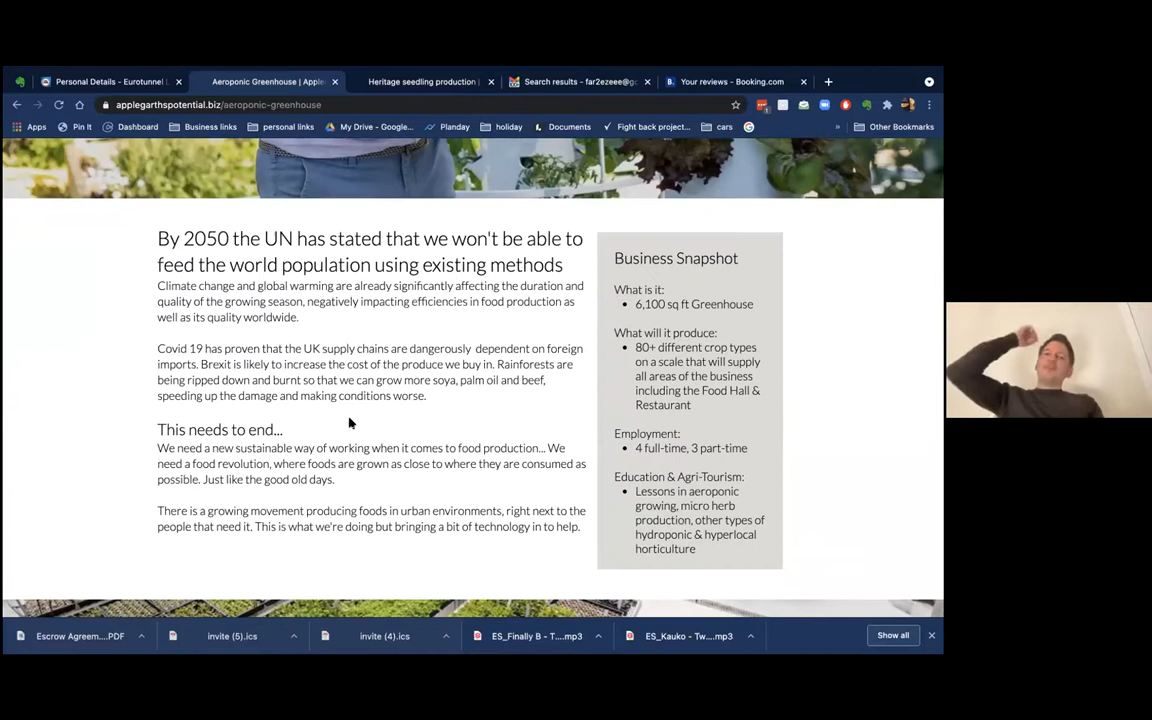 Personal Details - Eurotunnel
Aeroponic Greenhouse | Apple
Heritage seedling production |
Search results - far2ezeee@gc
Your reviews - Booking.com
applegarthspotential.biz/aeroponic-greenhouse
Apps
Pin It
Dashboard
Business links
personal links
My Drive - Google...
Planday
holiday
Documents
Fight back project...
cars
Other Bookmarks
By 2050 the UN has stated that we won't be able to
feed the world population using existing methods
Climate change and global warming are already significantly affecting the duration and
quality of the growing season, negatively impacting efficiencies in food production as
well as its quality worldwide.
Covid 19 has proven that the UK supply chains are dangerously dependent on foreign
imports. Brexit is likely to increase the cost of the produce we buy in. Rainforests are
being ripped down and burnt so that we can grow more soya, palm oil and beef,
speeding up the damage and making conditions worse.
This needs to end...
We need a new sustainable way of working when it comes to food production... We
need a food revolution, where foods are grown as close to where they are consumed as
possible. Just like the good old days.
There is a growing movement producing foods in urban environments, right next to the
people that need it. This is what we're doing but bringing a bit of technology in to help.
Business Snapshot
What is it:
• 6,100 sq ft Greenhouse
What will it produce:
• 80+ different crop types
on a scale that will supply
all areas of the business
including the Food Hall &
Restaurant
Employment:
• 4 full-time, 3 part-time
Education & Agri-Tourism:
• Lessons in aeroponic
growing, micro herb
production, other types of
hydroponic & hyperlocal
horticulture
Escrow Agreem....PDF
invite (5).ics
invite (4).ics
ES_Finally B - T....mp3
ES_Kauko - Tw....mp3
Show all